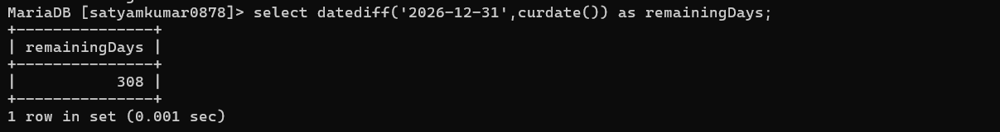 MariaDB [satyamkumar0878]> select datediff('2026-12-31',curdate()) as remainingDays;
+---------------+
| remainingDays |
+---------------+
|           308 |
+---------------+
1 row in set (0.001 sec)